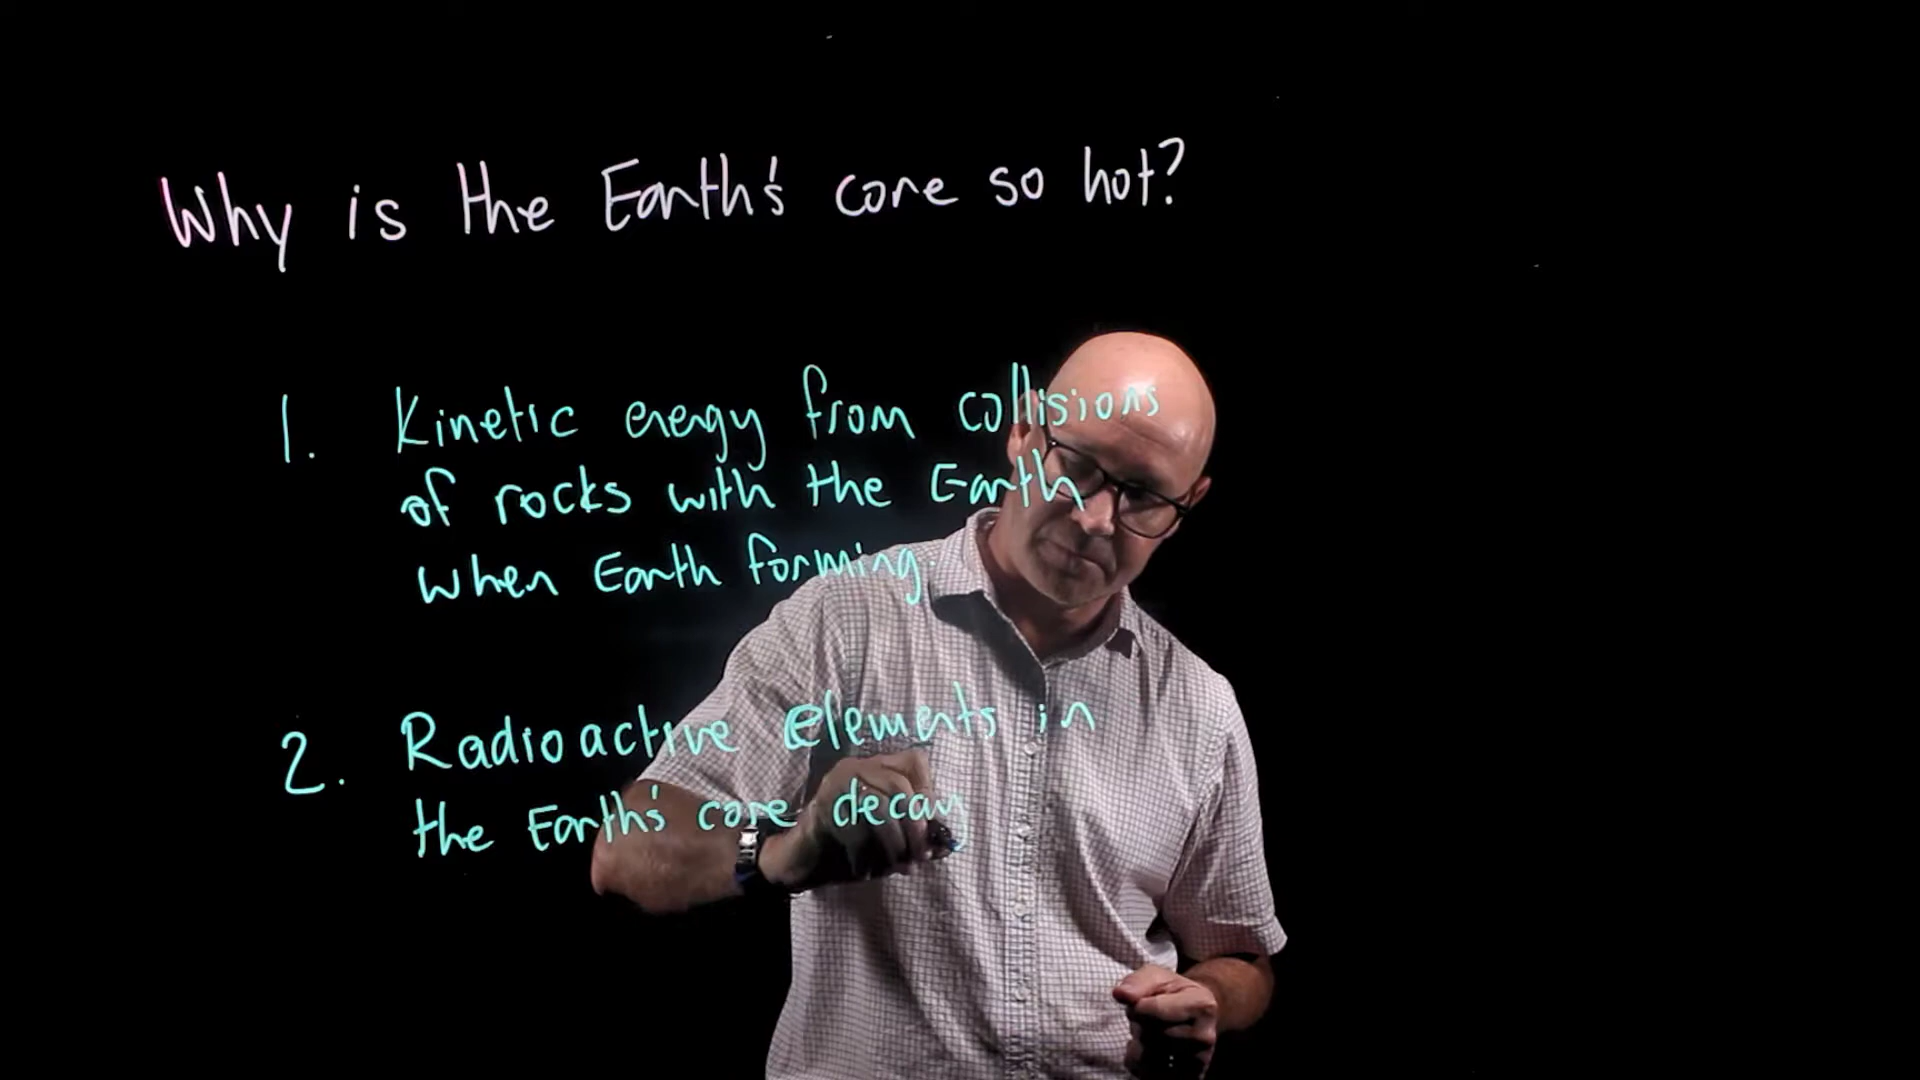 Why is the Earth's core so hot?
1. Kinetic energy from collisions
of rocks with the Earth
when Earth forming.
2. Radioactive elements in
the Earth's core decay